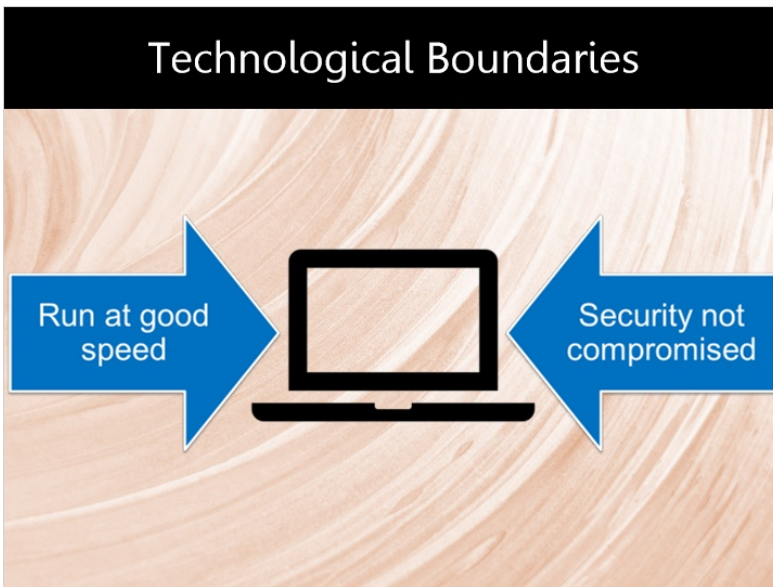 Technological Boundaries
Run at good
speed
Security not
compromised